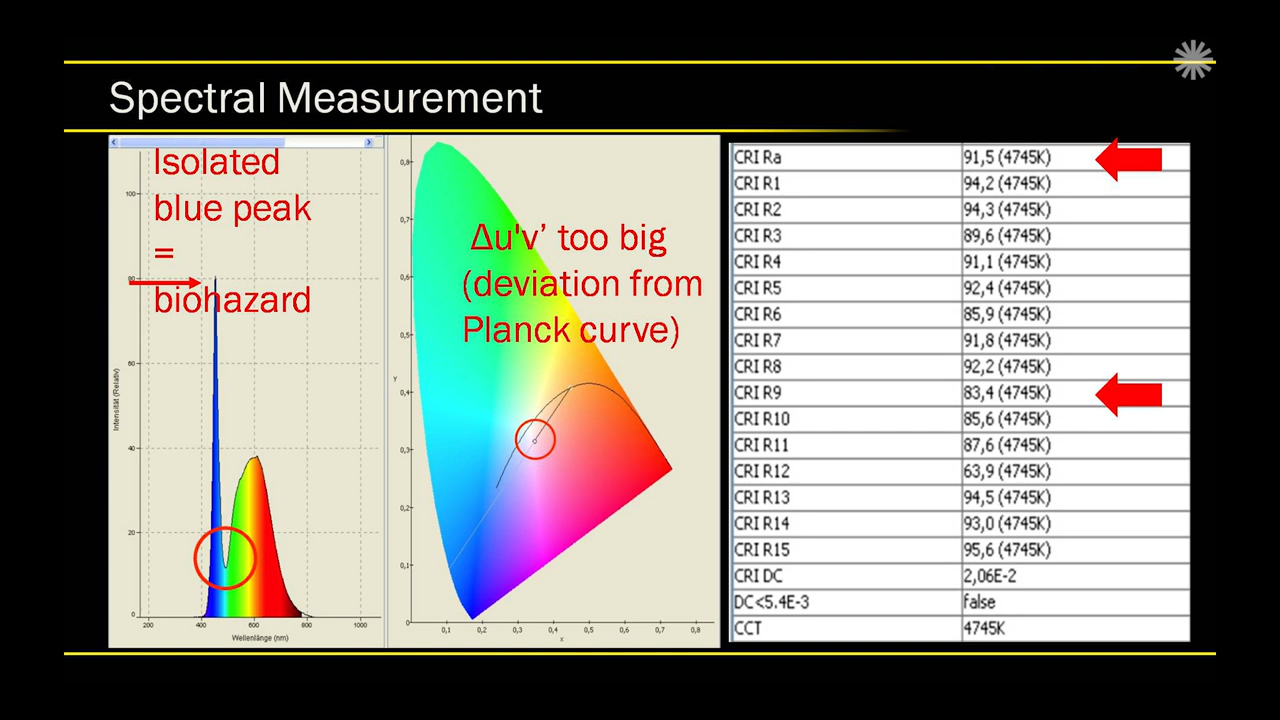 Spectral Measurement
Isolated
blue peak
=
biohazard
100
80
60
40
20
0
200 400 600 800 1000
Intensität (Relativ)
Wellenlänge (nm)
Δu'v’ too big
(deviation from
Planck curve)
0,8
0,7
0,6
0,5
0,4
0,3
0,2
0,1
0
0,1 0,2 0,3 0,4 0,5 0,6 0,7 0,8
Y
x
CRI Ra 91,5 (4745K)
CRI R1 94,2 (4745K)
CRI R2 94,3 (4745K)
CRI R3 89,6 (4745K)
CRI R4 91,1 (4745K)
CRI R5 92,4 (4745K)
CRI R6 85,9 (4745K)
CRI R7 91,8 (4745K)
CRI R8 92,2 (4745K)
CRI R9 83,4 (4745K)
CRI R10 85,6 (4745K)
CRI R11 87,6 (4745K)
CRI R12 63,9 (4745K)
CRI R13 94,5 (4745K)
CRI R14 93,0 (4745K)
CRI R15 95,6 (4745K)
CRI DC 2,06E-2
DC<5.4E-3 false
CCT 4745K